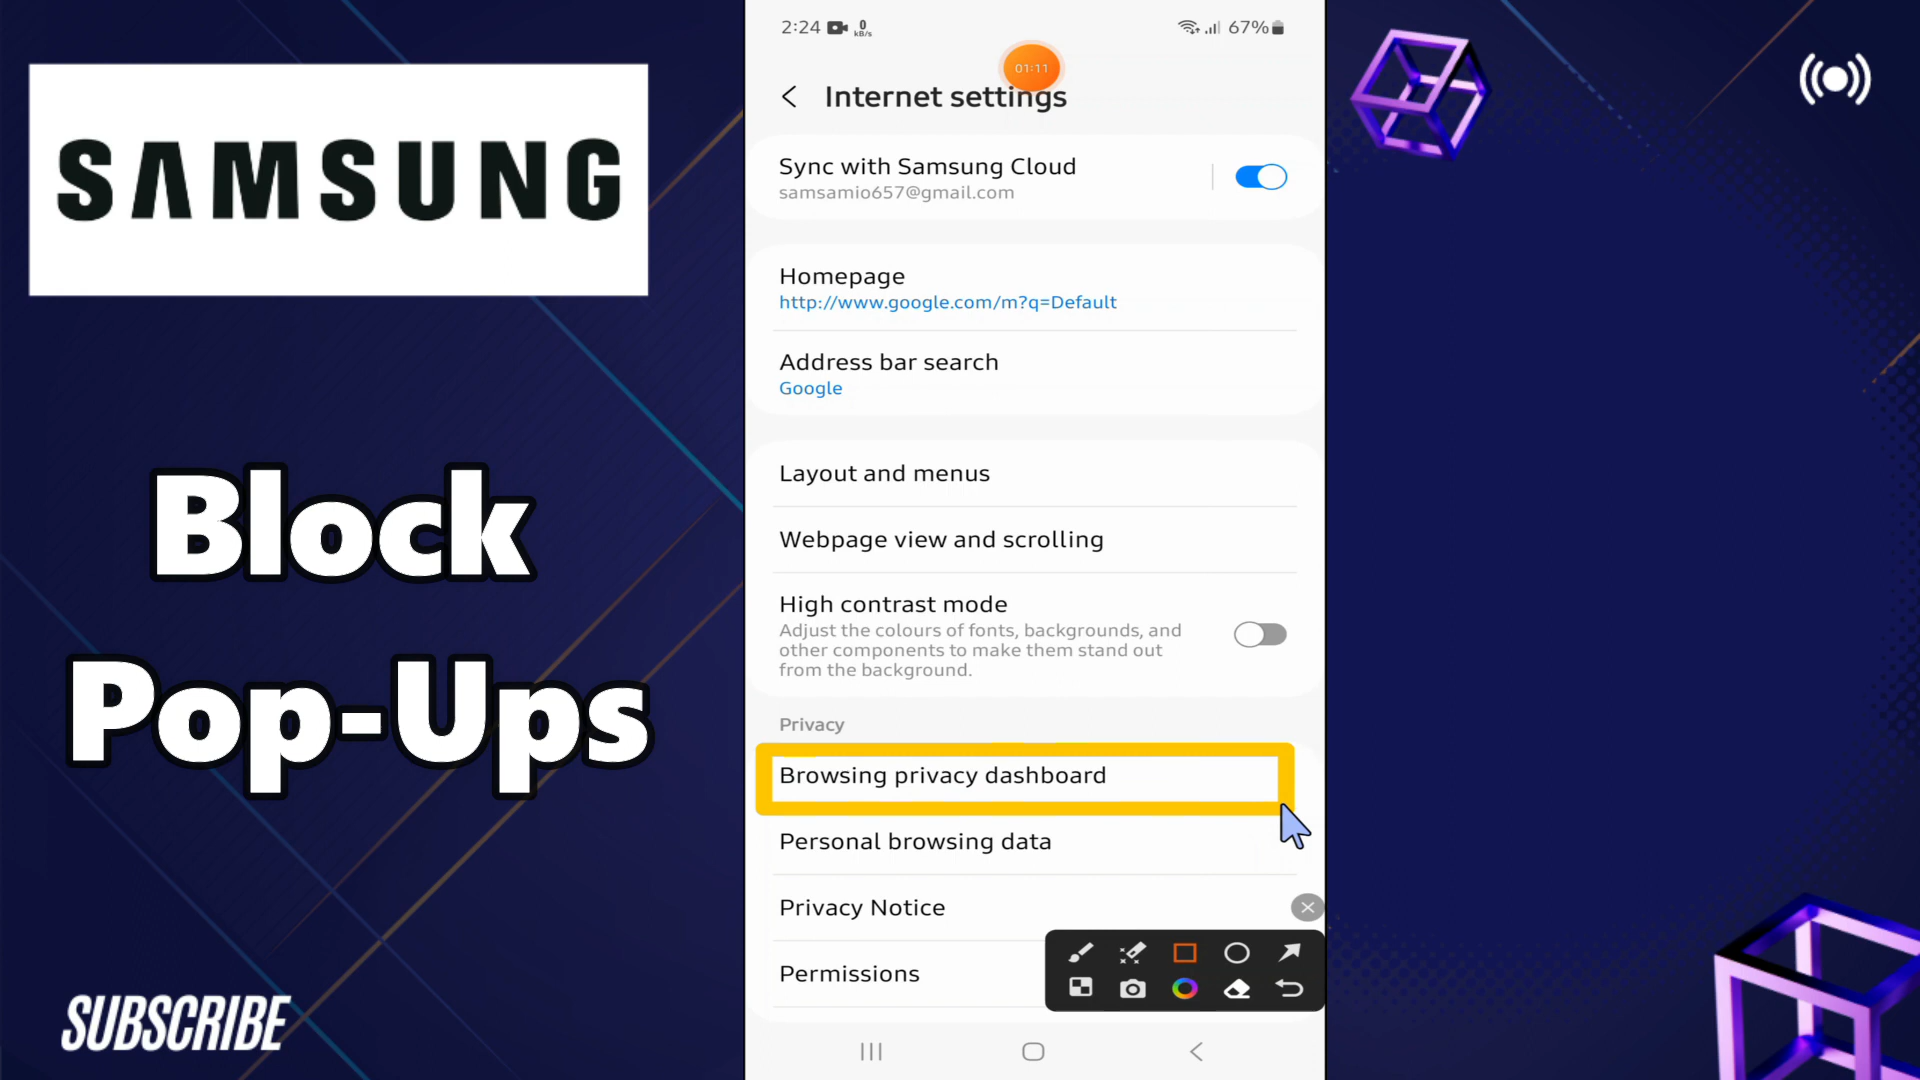 SAMSUNG
Block
Pop-Ups
SUBSCRIBE
2:24
0
kB/s
67%
01:11
Internet settings
Sync with Samsung Cloud
samsamio657@gmail.com
Homepage
http://www.google.com/m?q=Default
Address bar search
Google
Layout and menus
Webpage view and scrolling
High contrast mode
Adjust the colours of fonts, backgrounds, and
other components to make them stand out
from the background.
Privacy
Browsing privacy dashboard
Personal browsing data
Privacy Notice
Permissions